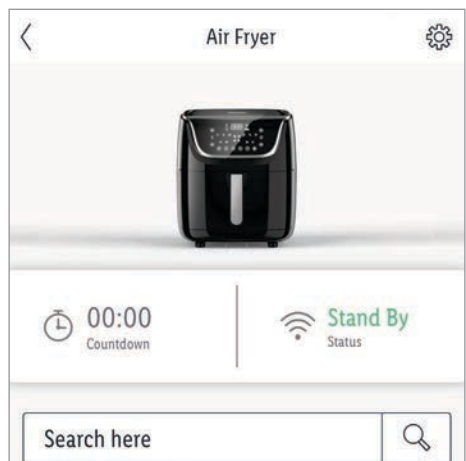 Air Fryer
00:00
Countdown
Stand By
Status
Search here